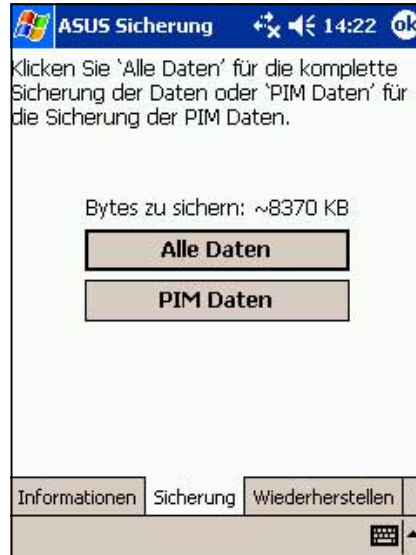 ASUS Sicherung 14:22 ok
Klicken Sie `Alle Daten´ für die komplette
Sicherung der Daten oder `PIM Daten´ für
die Sicherung der PIM Daten.
Bytes zu sichern: ~8370 KB
Alle Daten
PIM Daten
Informationen Sicherung Wiederherstellen